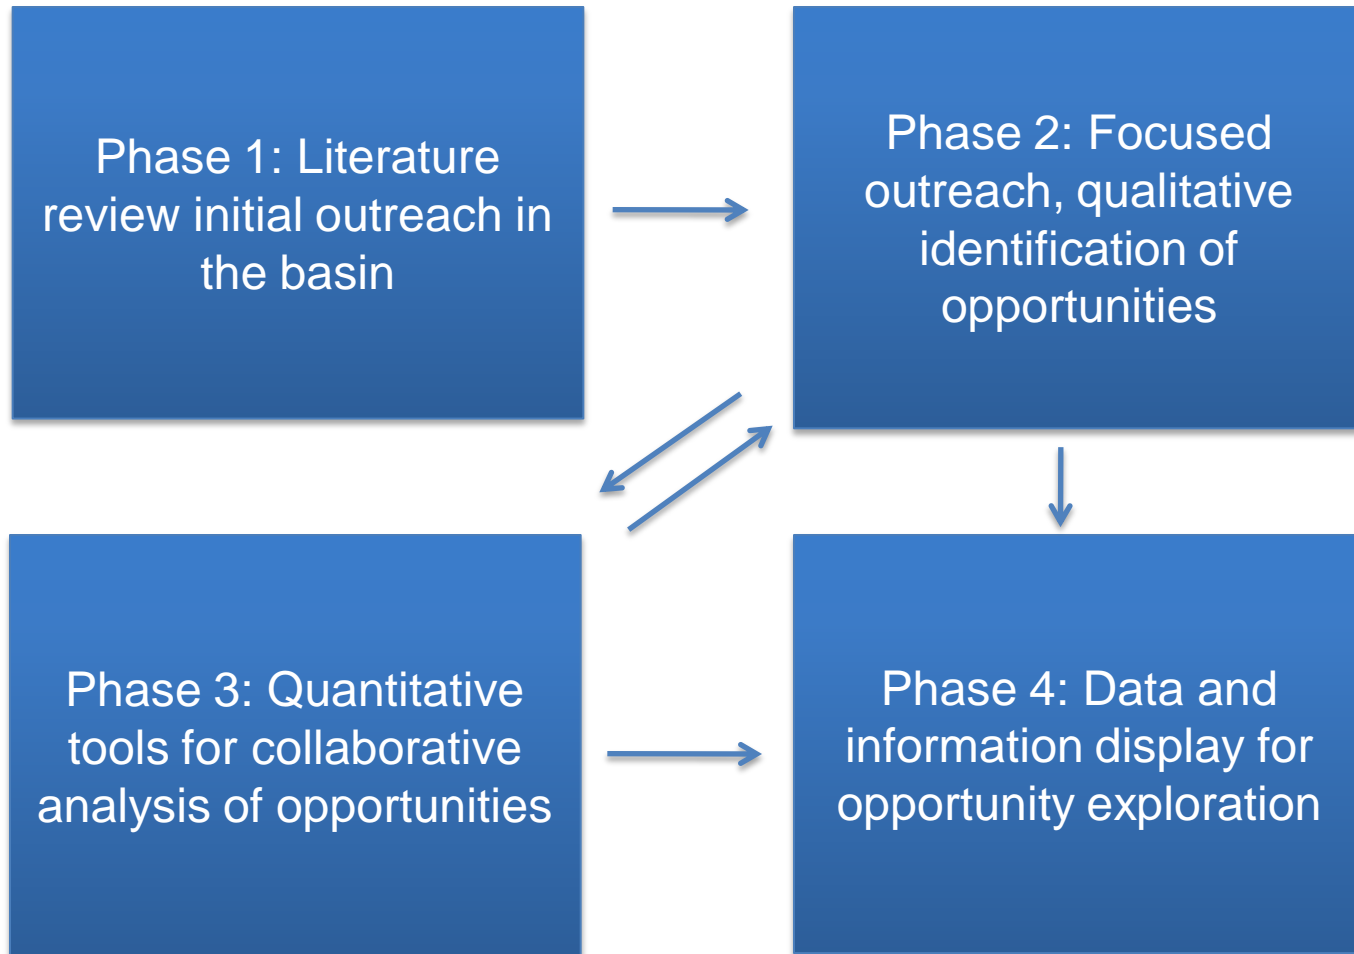 Phase 1: Literature
review initial outreach in
the basin
Phase 2: Focused
outreach, qualitative
identification of
opportunities
Phase 3: Quantitative
tools for collaborative
analysis of opportunities
Phase 4: Data and
information display for
opportunity exploration